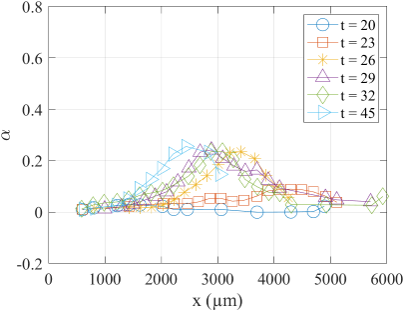 0.8
0.6
0.4
0.2
0
-0.2
α
0 1000 2000 3000 4000 5000 6000
x (μm)
t = 20
t = 23
t = 26
t = 29
t = 32
t = 45